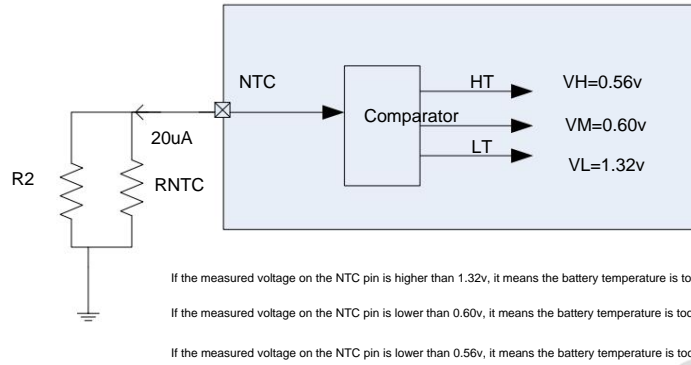 NTC
HT
VH=0.56v
Comparator
20uA
VM=0.60v
LT
VL=1.32v
R2
RNTC
If the measured voltage on the NTC pin is higher than 1.32v, it means the battery temperature is
If the measured voltage on the NTC pin is lower than 0.60v, it means the battery temperature is
If the measured voltage on the NTC pin is lower than 0.56v, it means the battery temperature is